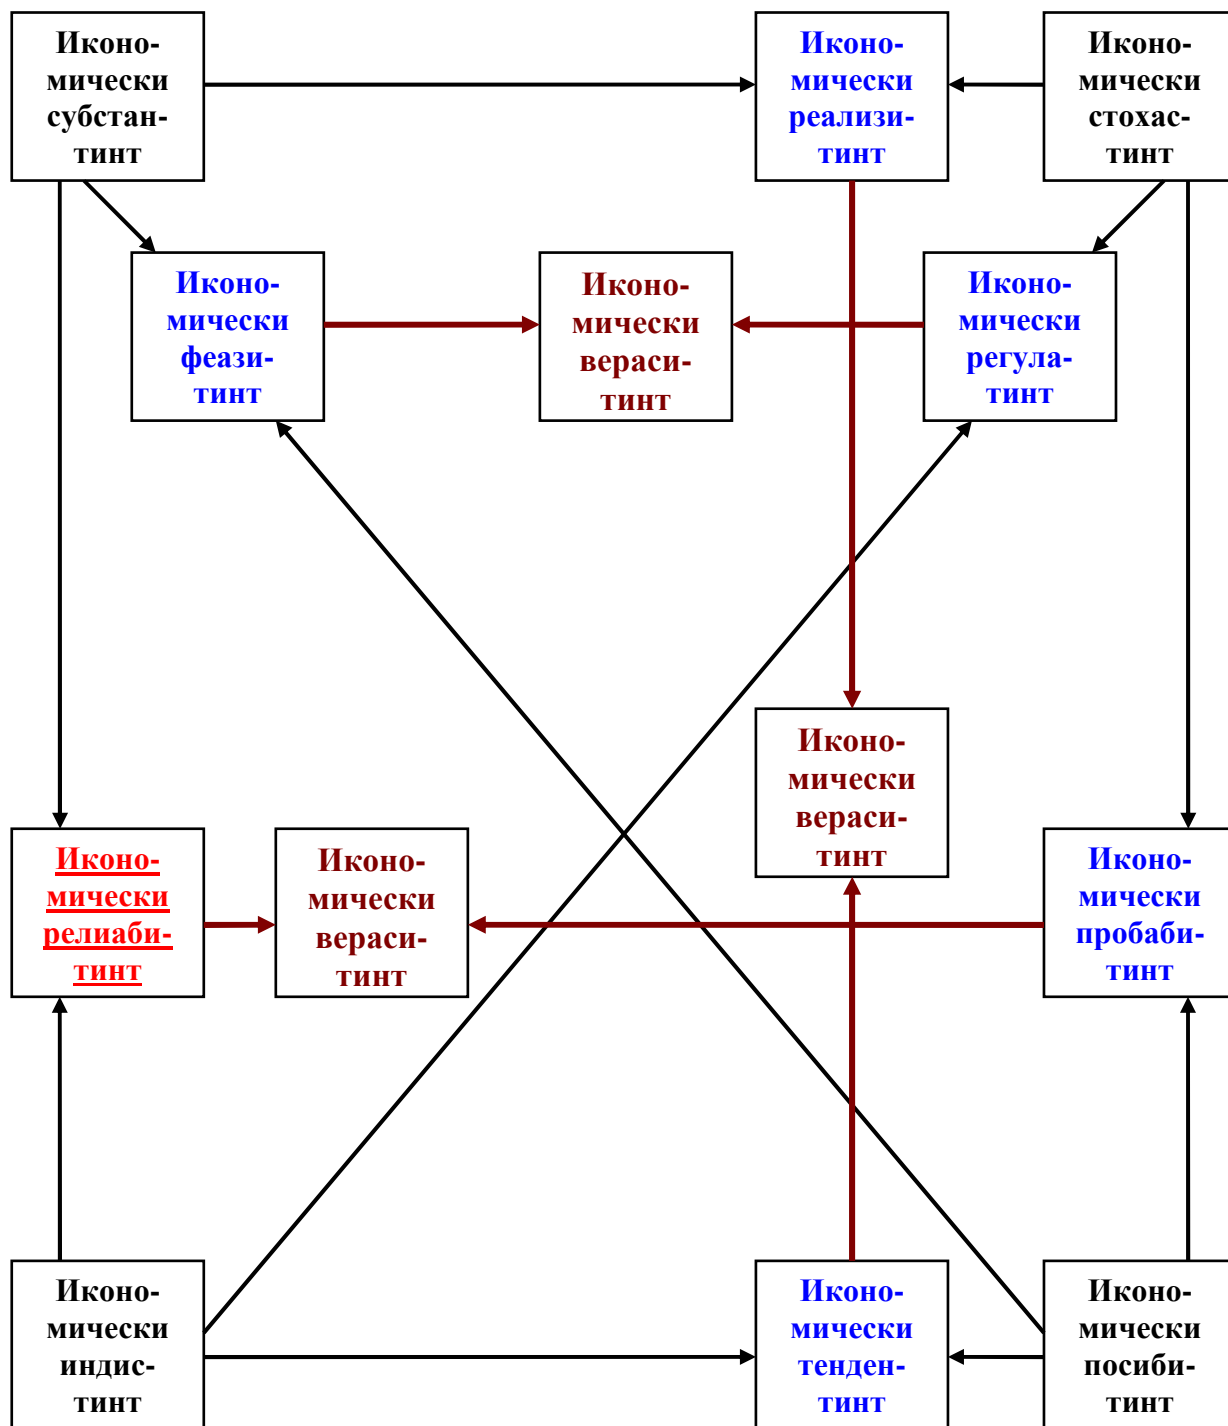 Иконо-
мически
субстан-
тинт
Иконо-
мически
реализи-
тинт
Иконо-
мически
стохас-
тинт
Иконо-
мически
феази-
тинт
Иконо-
мически
вераси-
тинт
Иконо-
мически
регула-
тинт
Иконо-
мически
вераси-
тинт
Иконо-
мически
релиаби-
тинт
Иконо-
мически
вераси-
тинт
Иконо-
мически
пробаби-
тинт
Иконо-
мически
индис-
тинт
Иконо-
мически
тенден-
тинт
Иконо-
мически
посиби-
тинт